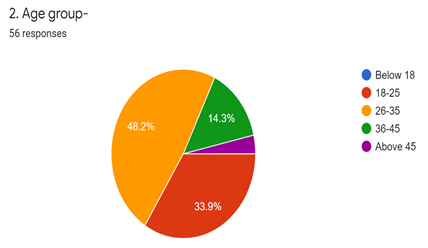 2. Age group-
56 responses
Below 18
18-25
26-35
36-45
Above 45
48.2%
14.3%
33.9%